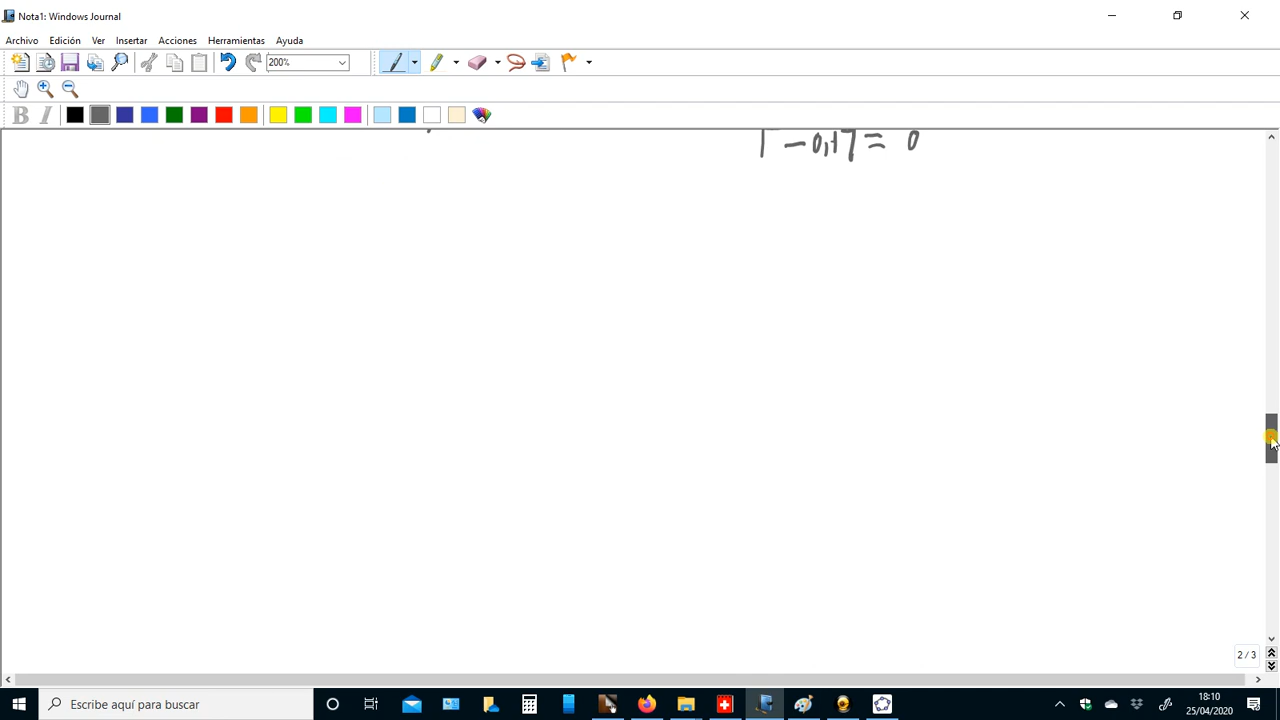 Nota1: Windows Journal
Archivo Edición Ver Insertar Acciones Herramientas Ayuda
200%
B I
T - 0,17 = 0
2 / 3
Escribe aquí para buscar
18:10
25/04/2020